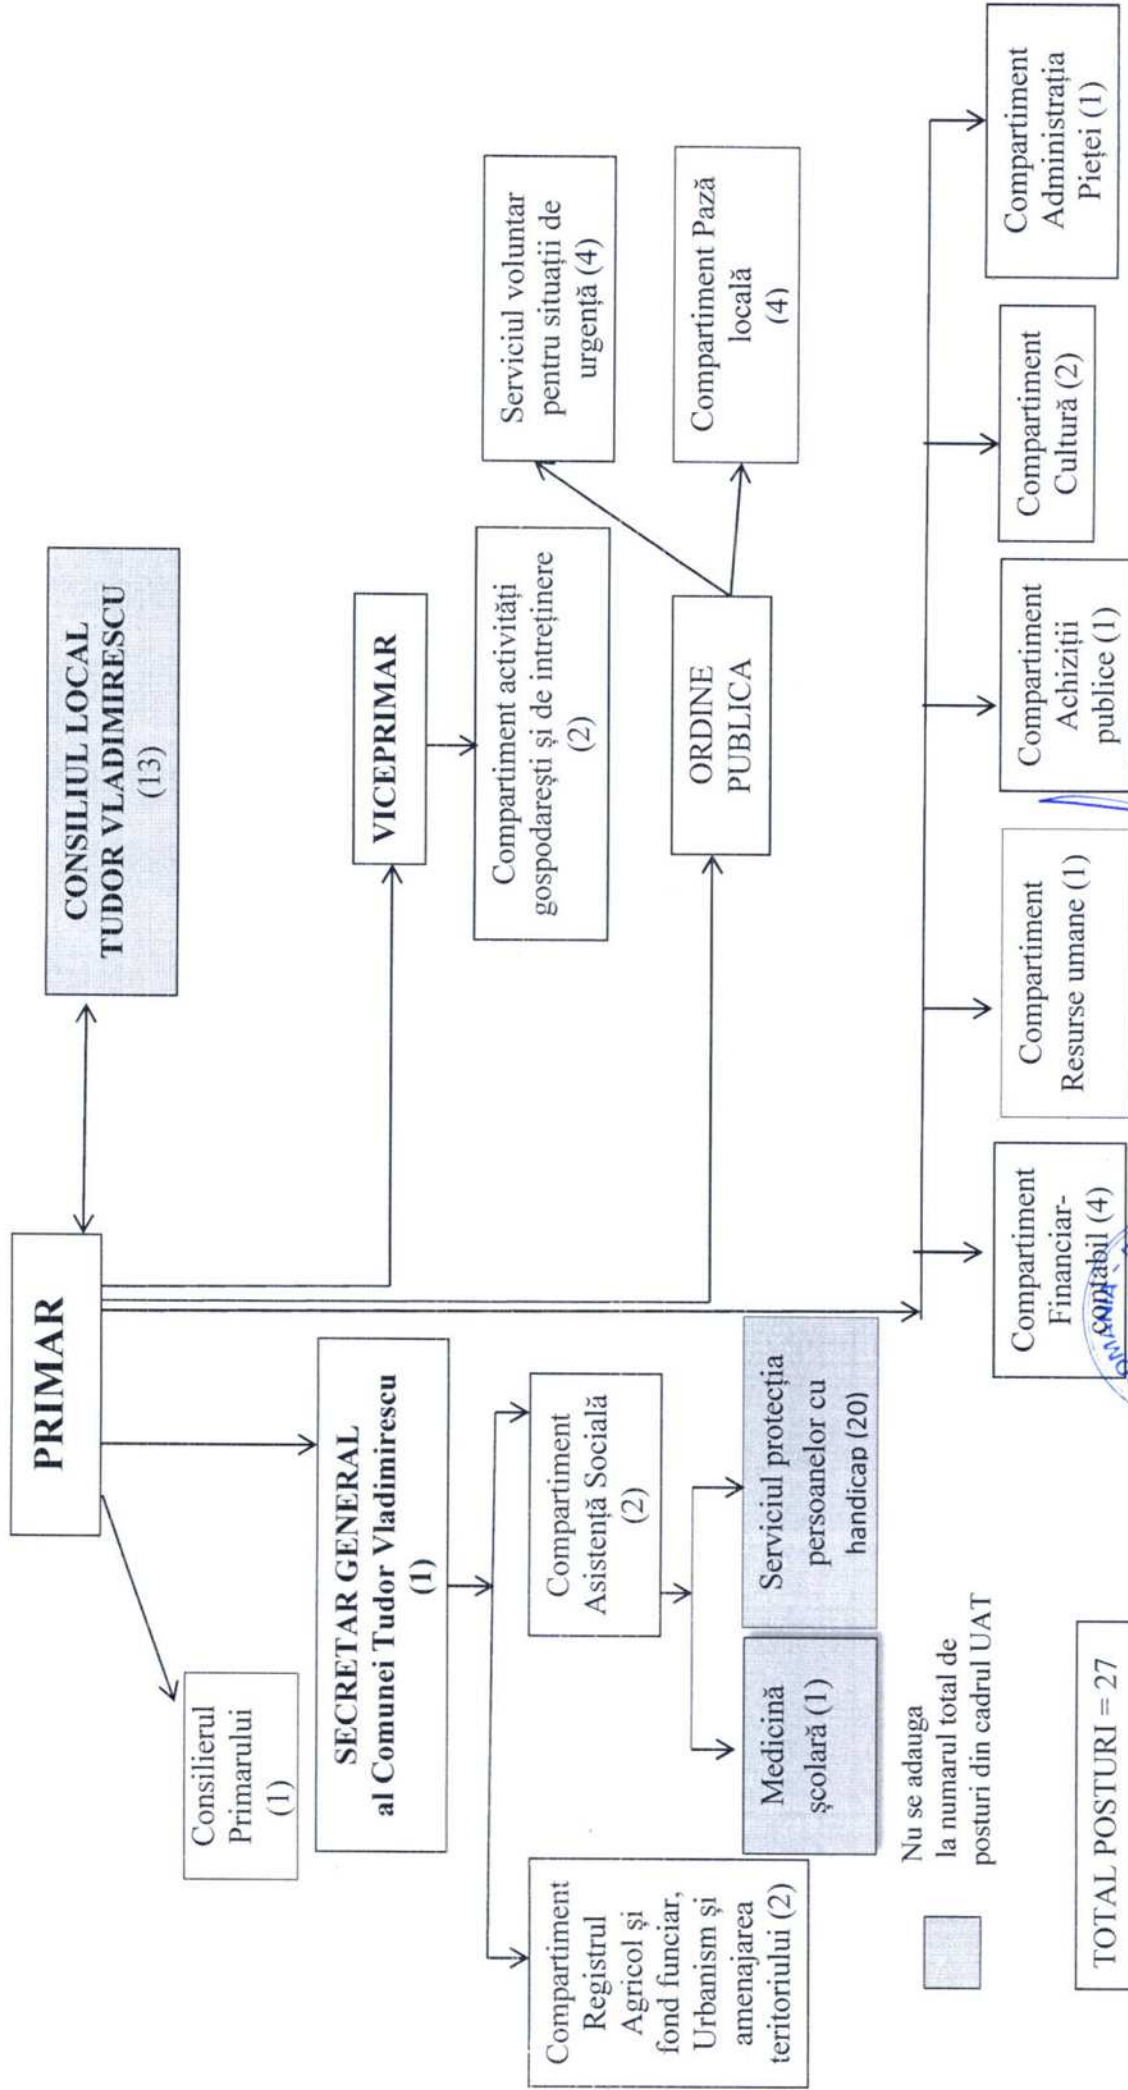 PRIMAR
CONSILIUL LOCAL
TUDOR VLADIMIRESCU
(13)
Consilierul
Primarului
(1)
SECRETAR GENERAL
al Comunei Tudor Vladimirescu
(1)
VICEPRIMAR
Compartiment activități
gospodarești și de intreținere
(2)
Serviciul voluntar
pentru situații de
urgență (4)
Compartiment Pază
locală
(4)
ORDINE
PUBLICA
Compartiment
Registrul
Agricol și
fond funciar,
Urbanism și
amenajarea
teritoriului (2)
Compartiment
Asistență Socială
(2)
Medicină
școlară (1)
Serviciul protecția
persoanelor cu
handicap (20)
Compartiment
Financiar-
contabil (4)
Compartiment
Resurse umane (1)
Compartiment
Achiziții
publice (1)
Compartiment
Cultură (2)
Compartiment
Administrația
Pieței (1)
Nu se adauga
la numarul total de
posturi din cadrul UAT
TOTAL POSTURI = 27